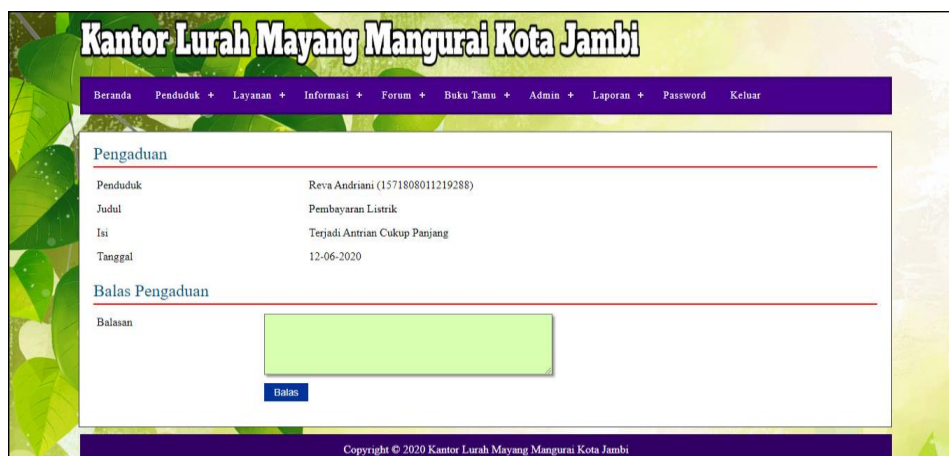 Kantor Lurah Mayang Mangurai Kota Jambi
Beranda Penduduk + Layanan + Informasi + Forum + Buku Tamu + Admin + Laporan + Password Keluar
Pengaduan
Penduduk Reva Andriani (1571808011219288)
Judul Pembayaran Listrik
Isi Terjadi Antrian Cukup Panjang
Tanggal 12-06-2020
Balas Pengaduan
Balasan
Balas
Copyright © 2020 Kantor Lurah Mayang Mangurai Kota Jambi